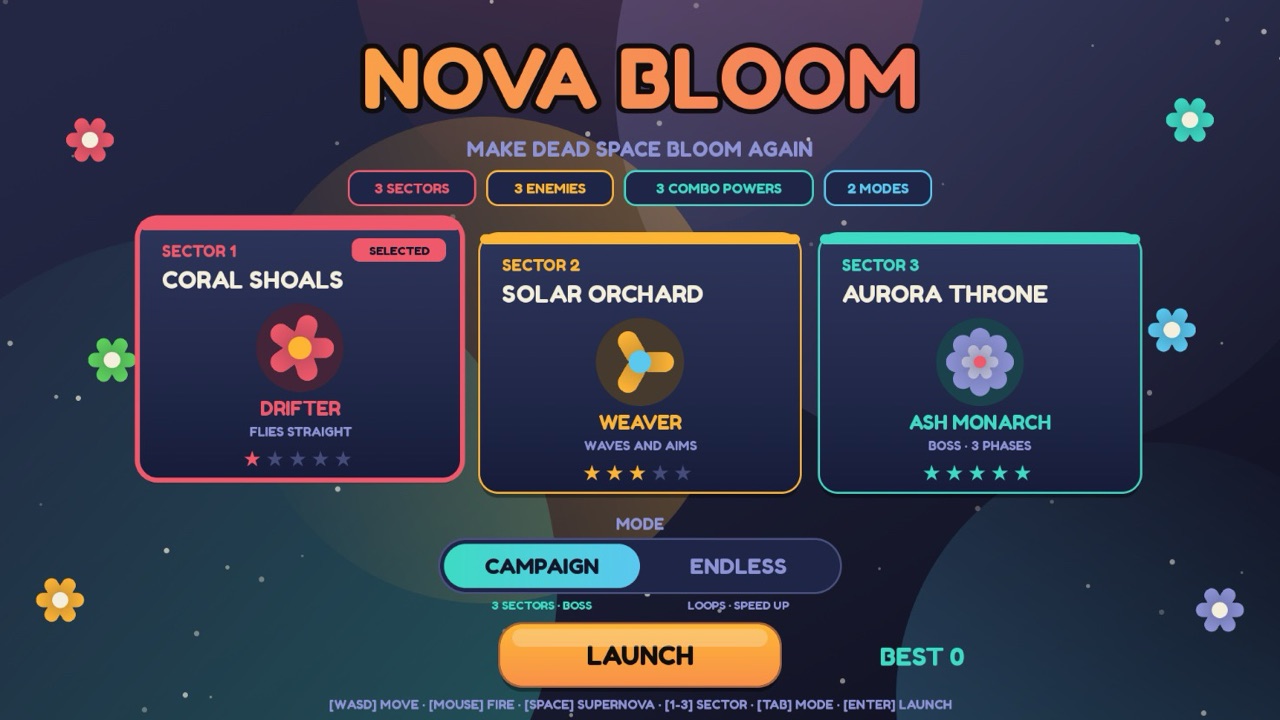 NOVA BLOOM
MAKE DEAD SPACE BLOOM AGAIN
3 SECTORS
3 ENEMIES
3 COMBO POWERS
2 MODES
SECTOR 1
SELECTED
CORAL SHOALS
DRIFTER
FLIES STRAIGHT
SECTOR 2
SOLAR ORCHARD
WEAVER
WAVES AND AIMS
SECTOR 3
AURORA THRONE
ASH MONARCH
BOSS · 3 PHASES
MODE
CAMPAIGN
ENDLESS
3 SECTORS · BOSS
LOOPS · SPEED UP
LAUNCH
BEST 0
[WASD] MOVE · [MOUSE] FIRE · [SPACE] SUPERNOVA · [1-3] SECTOR · [TAB] MODE · [ENTER] LAUNCH